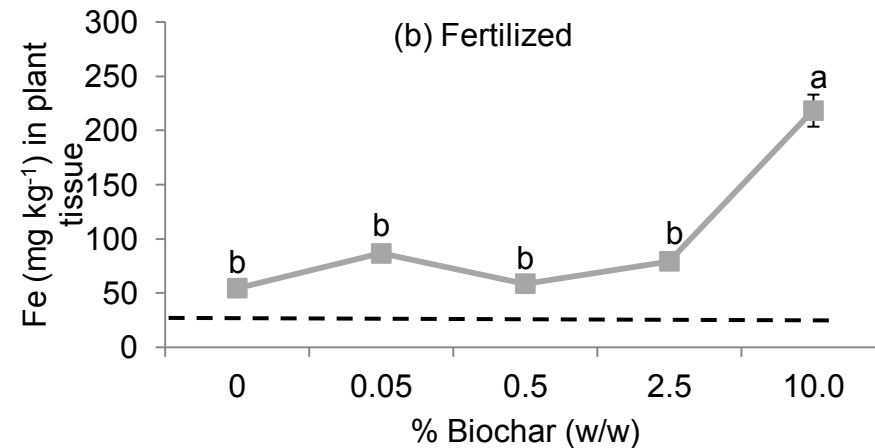 (b) Fertilized
Fe (mg kg⁻¹) in plant
tissue
300
250
200
150
100
50
0
b
b
b
b
a
0 0.05 0.5 2.5 10.0
% Biochar (w/w)